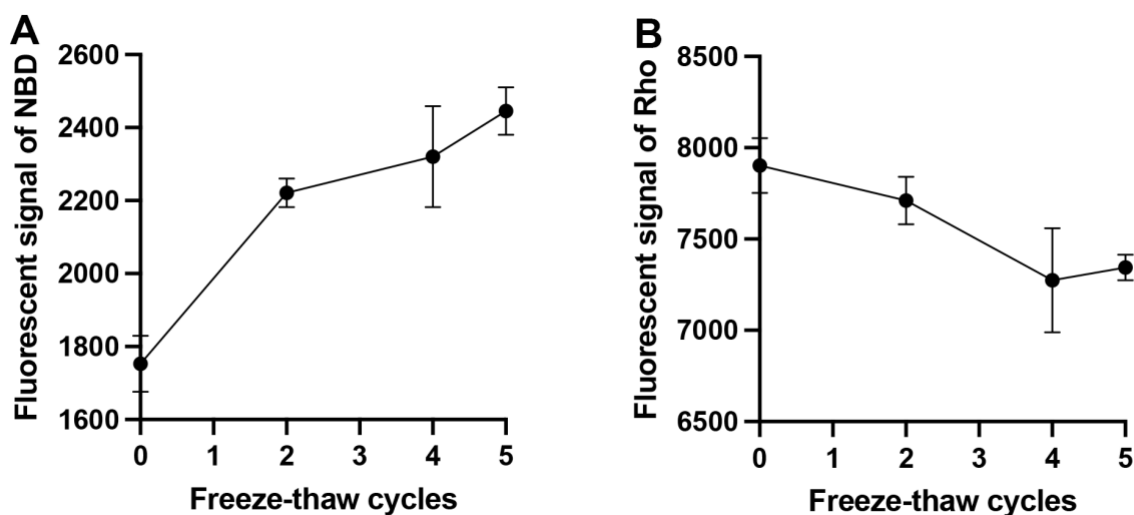 A
Fluorescent signal of NBD
2600
2400
2200
2000
1800
1600
0 1 2 3 4 5
Freeze-thaw cycles
B
Fluorescent signal of Rho
8500
8000
7500
7000
6500
0 1 2 3 4 5
Freeze-thaw cycles